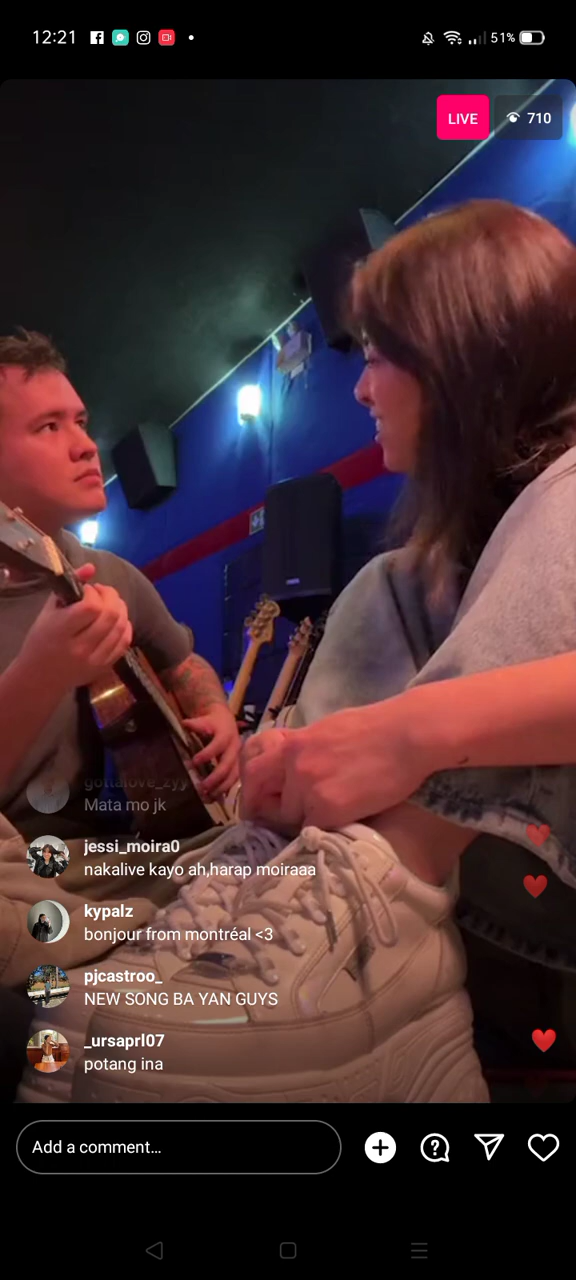 12:21
51%
LIVE
710
gottalove_zyy
Mata mo jk
jessi_moira0
nakalive kayo ah,harap moiraaa
kypalz
bonjour from montréal <3
pjcastroo_
NEW SONG BA YAN GUYS
_ursaprl07
potang ina
Add a comment...